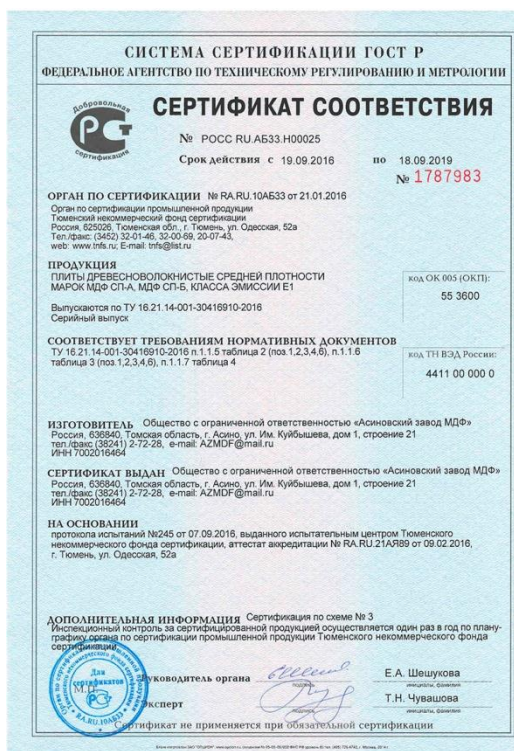 СИСТЕМА СЕРТИФИКАЦИИ ГОСТ Р
ФЕДЕРАЛЬНОЕ АГЕНТСТВО ПО ТЕХНИЧЕСКОМУ РЕГУЛИРОВАНИЮ И МЕТРОЛОГИИ
Добровольная
сертификация
СЕРТИФИКАТ СООТВЕТСТВИЯ
№ РОСС RU.АБ33.Н00025
Срок действия с 19.09.2016 по 18.09.2019
№ 1787983
ОРГАН ПО СЕРТИФИКАЦИИ № RA.RU.10АБ33 от 21.01.2016
Орган по сертификации промышленной продукции
Тюменский некоммерческий фонд сертификации
Россия, 625026, Тюменская обл., г. Тюмень, ул. Одесская, 52а
Тел./факс: (3452) 32-01-46, 32-00-69, 20-07-43,
web: www.tnfs.ru; E-mail: tnfs@list.ru
ПРОДУКЦИЯ
ПЛИТЫ ДРЕВЕСНОВОЛОКНИСТЫЕ СРЕДНЕЙ ПЛОТНОСТИ
МАРОК МДФ СП-А, МДФ СП-Б, КЛАССА ЭМИССИИ Е1
код ОК 005 (ОКП):
55 3600
Выпускаются по ТУ 16.21.14-001-30416910-2016
Серийный выпуск
СООТВЕТСТВУЕТ ТРЕБОВАНИЯМ НОРМАТИВНЫХ ДОКУМЕНТОВ
ТУ 16.21.14-001-30416910-2016 п.1.1.5 таблица 2 (поз.1,2,3,4,6), п.1.1.6
таблица 3 (поз.1,2,3,4,6), п.1.1.7 таблица 4
код ТН ВЭД России:
4411 00 000 0
ИЗГОТОВИТЕЛЬ Общество с ограниченной ответственностью «Асиновский завод МДФ»
Россия, 636840, Томская область, г. Асино, ул. Им. Куйбышева, дом 1, строение 21
тел./факс (38241) 2-72-28, e-mail: AZMDF@mail.ru
ИНН 7002016464
СЕРТИФИКАТ ВЫДАН Общество с ограниченной ответственностью «Асиновский завод МДФ»
Россия, 636840, Томская область, г. Асино, ул. Им. Куйбышева, дом 1, строение 21
тел./факс (38241) 2-72-28, e-mail: AZMDF@mail.ru
ИНН 7002016464
НА ОСНОВАНИИ
протокола испытаний №245 от 07.09.2016, выданного испытательным центром Тюменского
некоммерческого фонда сертификации, аттестат аккредитации № RA.RU.21АЯ89 от 09.02.2016,
г. Тюмень, ул. Одесская, 52а
ДОПОЛНИТЕЛЬНАЯ ИНФОРМАЦИЯ Сертификация по схеме № 3
Инспекционный контроль за сертифицированной продукцией осуществляется один раз в год по плану-
графику органа по сертификации промышленной продукции Тюменского некоммерческого фонда
сертификации
Для
сертификатов
М.П.
RA.RU.10АБ33
Руководитель органа
подпись
Е.А. Шешукова
инициалы, фамилия
Эксперт
подпись
Т.Н. Чувашова
инициалы, фамилия
Сертификат не применяется при обязательной сертификации